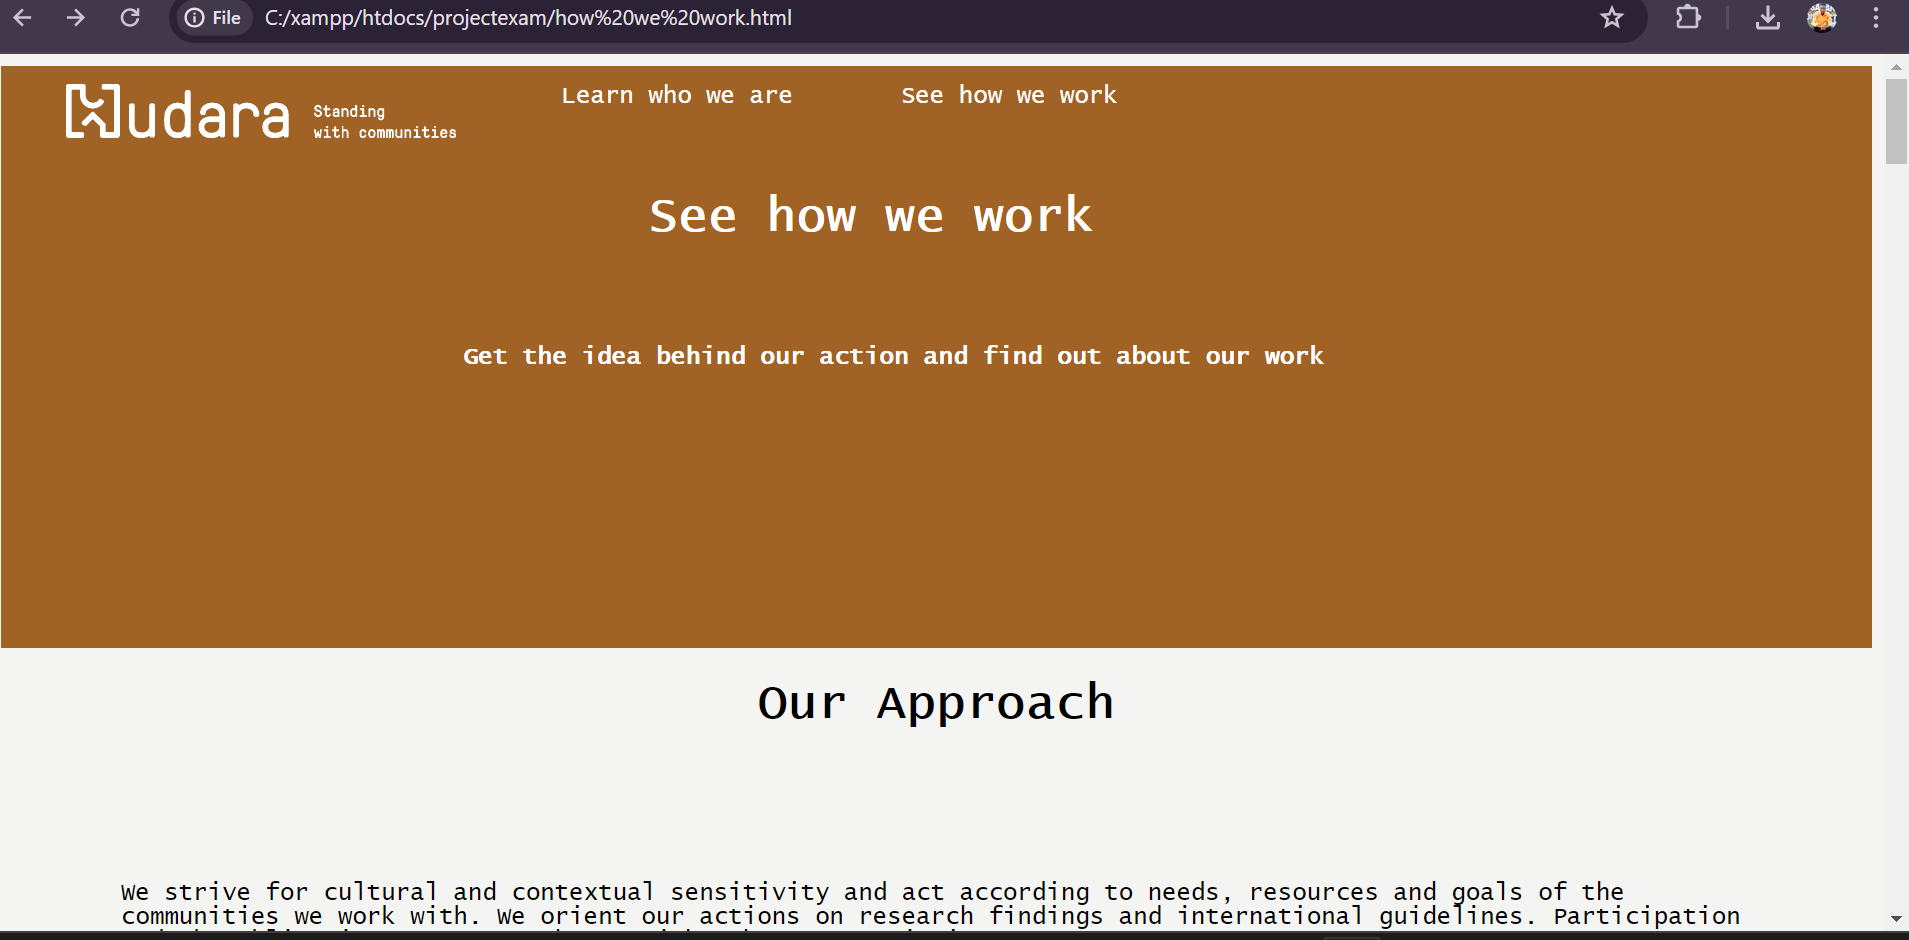 File C:/xampp/htdocs/projectexam/how%20we%20work.html
Hudara
Standing
with communities
Learn who we are
See how we work
See how we work
Get the idea behind our action and find out about our work
Our Approach
We strive for cultural and contextual sensitivity and act according to needs, resources and goals of the
communities we work with. We orient our actions on research findings and international guidelines. Participation